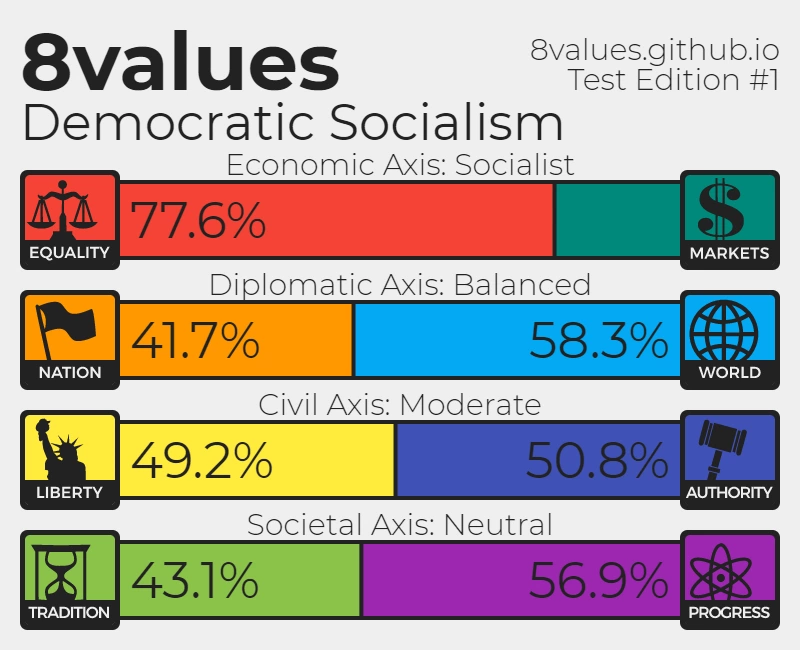 8values
8values.github.io
Test Edition #1
Democratic Socialism
Economic Axis: Socialist
EQUALITY
77.6%
$
MARKETS
Diplomatic Axis: Balanced
NATION
41.7%
58.3%
WORLD
Civil Axis: Moderate
LIBERTY
49.2%
50.8%
AUTHORITY
Societal Axis: Neutral
TRADITION
43.1%
56.9%
PROGRESS